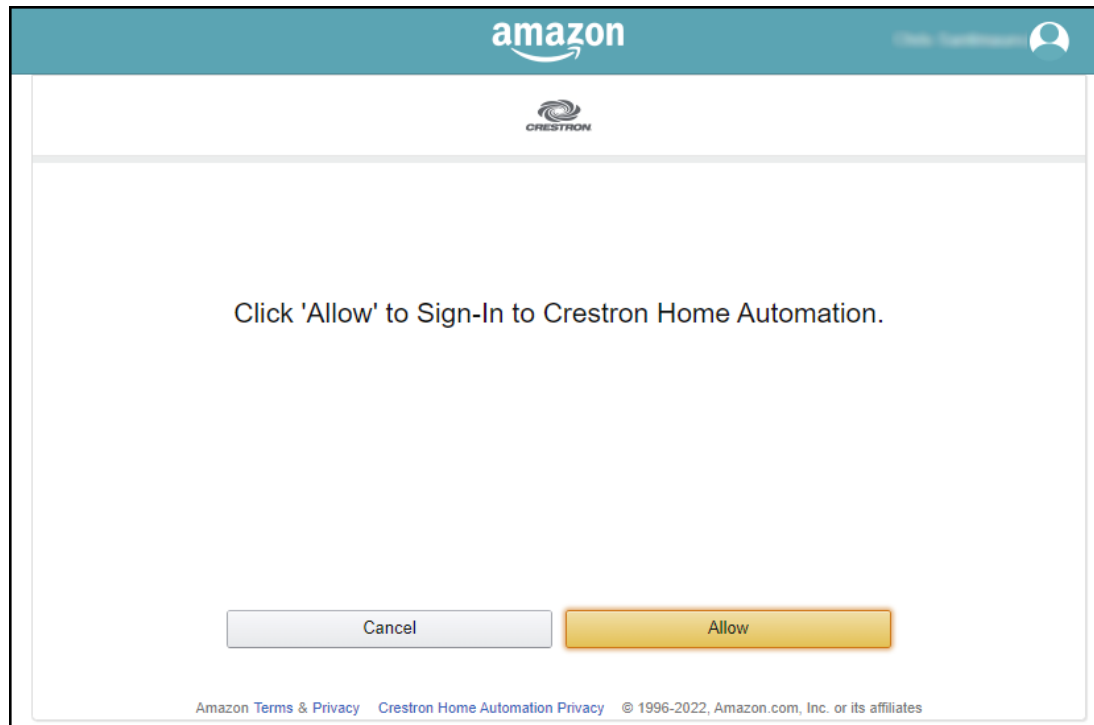 amazon
CRESTRON
Click 'Allow' to Sign-In to Crestron Home Automation.
Cancel
Allow
Amazon Terms & Privacy Crestron Home Automation Privacy © 1996-2022, Amazon.com, Inc. or its affiliates